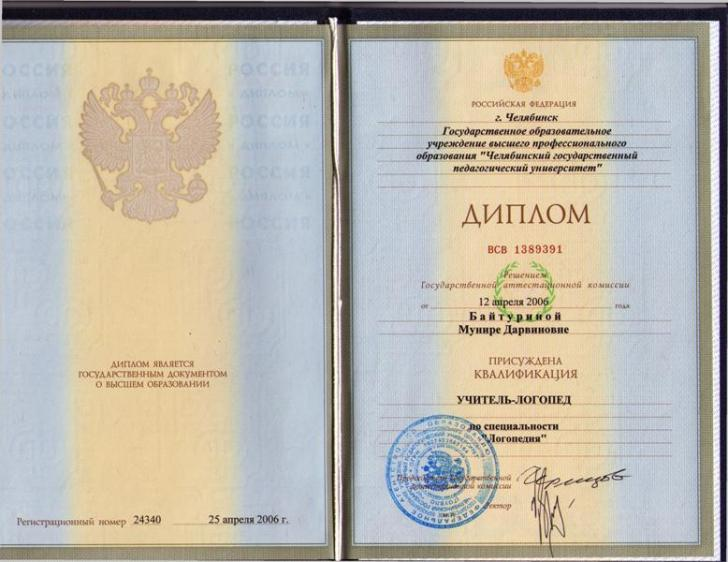 ДИПЛОМ ЯВЛЯЕТСЯ
ГОСУДАРСТВЕННЫМ ДОКУМЕНТОМ
О ВЫСШЕМ ОБРАЗОВАНИИ
Регистрационный номер 24340 25 апреля 2006 г.
РОССИЙСКАЯ ФЕДЕРАЦИЯ
г. Челябинск
Государственное образовательное
учреждение высшего профессионального
образования "Челябинский государственный
педагогический университет"
ДИПЛОМ
ВСВ 1389391
Решением
Государственной аттестационной комиссии
от 12 апреля 2006 года
Байтуриной
Мунире Дарвиновне
ПРИСУЖДЕНА
КВАЛИФИКАЦИЯ
УЧИТЕЛЬ-ЛОГОПЕД
по специальности
"Логопедия"
Председатель Государственной
аттестационной комиссии
Ректор